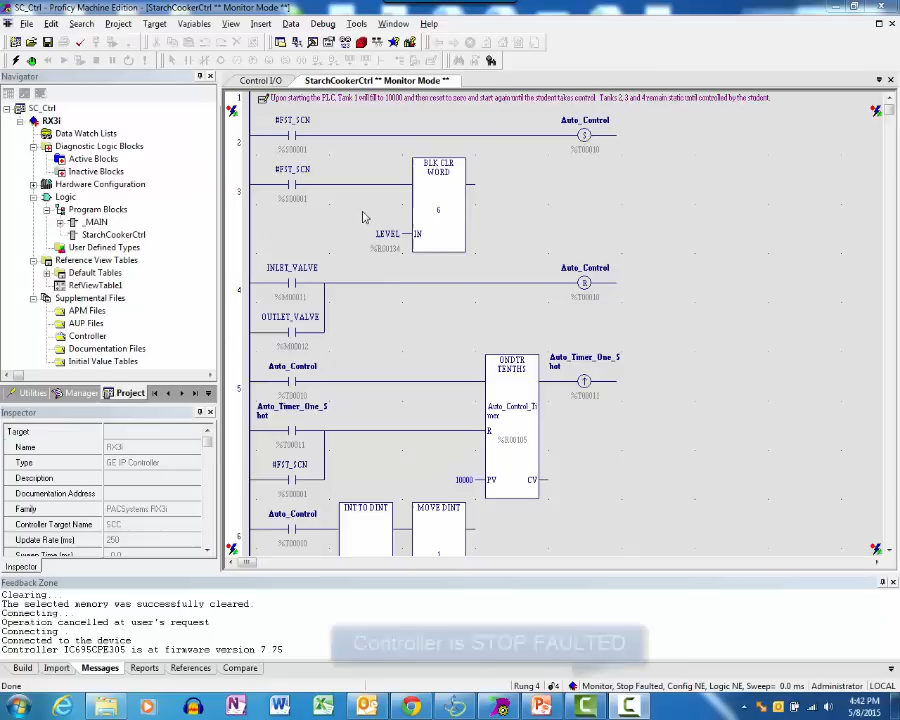 SC_Ctrl - Proficy Machine Edition - [StarchCookerCtrl ** Monitor Mode **]
File Edit Search Project Target Variables View Insert Data Debug Tools Window Help
Navigator
SC_Ctrl
RX3i
Data Watch Lists
Diagnostic Logic Blocks
Active Blocks
Inactive Blocks
Hardware Configuration
Logic
Program Blocks
_MAIN
StarchCookerCtrl
User Defined Types
Reference View Tables
Default Tables
RefViewTable1
Supplemental Files
APM Files
AUP Files
Controller
Documentation Files
Initial Value Tables
Utilities Manager Project
Inspector
Target
Name RX3i
Type GE IP Controller
Description
Documentation Address
Family PACSystems RX3i
Controller Target Name SCC
Update Rate (ms) 250
Sweep Time (ms) 0.0
Inspector
Control I/O StarchCookerCtrl ** Monitor Mode **
1 Upon starting the PLC, Tank 1 will fill to 10000 and then reset to zero and start again until the student takes control. Tanks 2, 3 and 4 remain static until controlled by the student.
#FST_SCN Auto_Control
2 S
%S00001 %T00010
#FST_SCN BLK CLR WORD
3 %S00001 6
LEVEL IN
%R00134
INLET_VALVE Auto_Control
4 R
%M00011 %T00010
OUTLET_VALVE
%M00012
Auto_Control ONDTR TENTHS Auto_Timer_One_Shot
5 %T00010 %T00011
Auto_Timer_One_Shot Auto_Control_Timer
%T00011 R %R00105
#FST_SCN
%S00001 10000 PV CV
Auto_Control INT TO DINT MOVE DINT
6 %T00010 1
Feedback Zone
Clearing...
The selected memory was successfully cleared.
Connecting...
Operation cancelled at user's request
Connecting .
Connected to the device
Controller IC695CPE305 is at firmware version 7.75
Controller is STOP FAULTED
Build Import Messages Reports References Compare
Done Rung 4 4 Monitor, Stop Faulted, Config NE, Logic NE, Sweep= 0.0 ms Administrator LOCAL
4:42 PM
5/8/2015